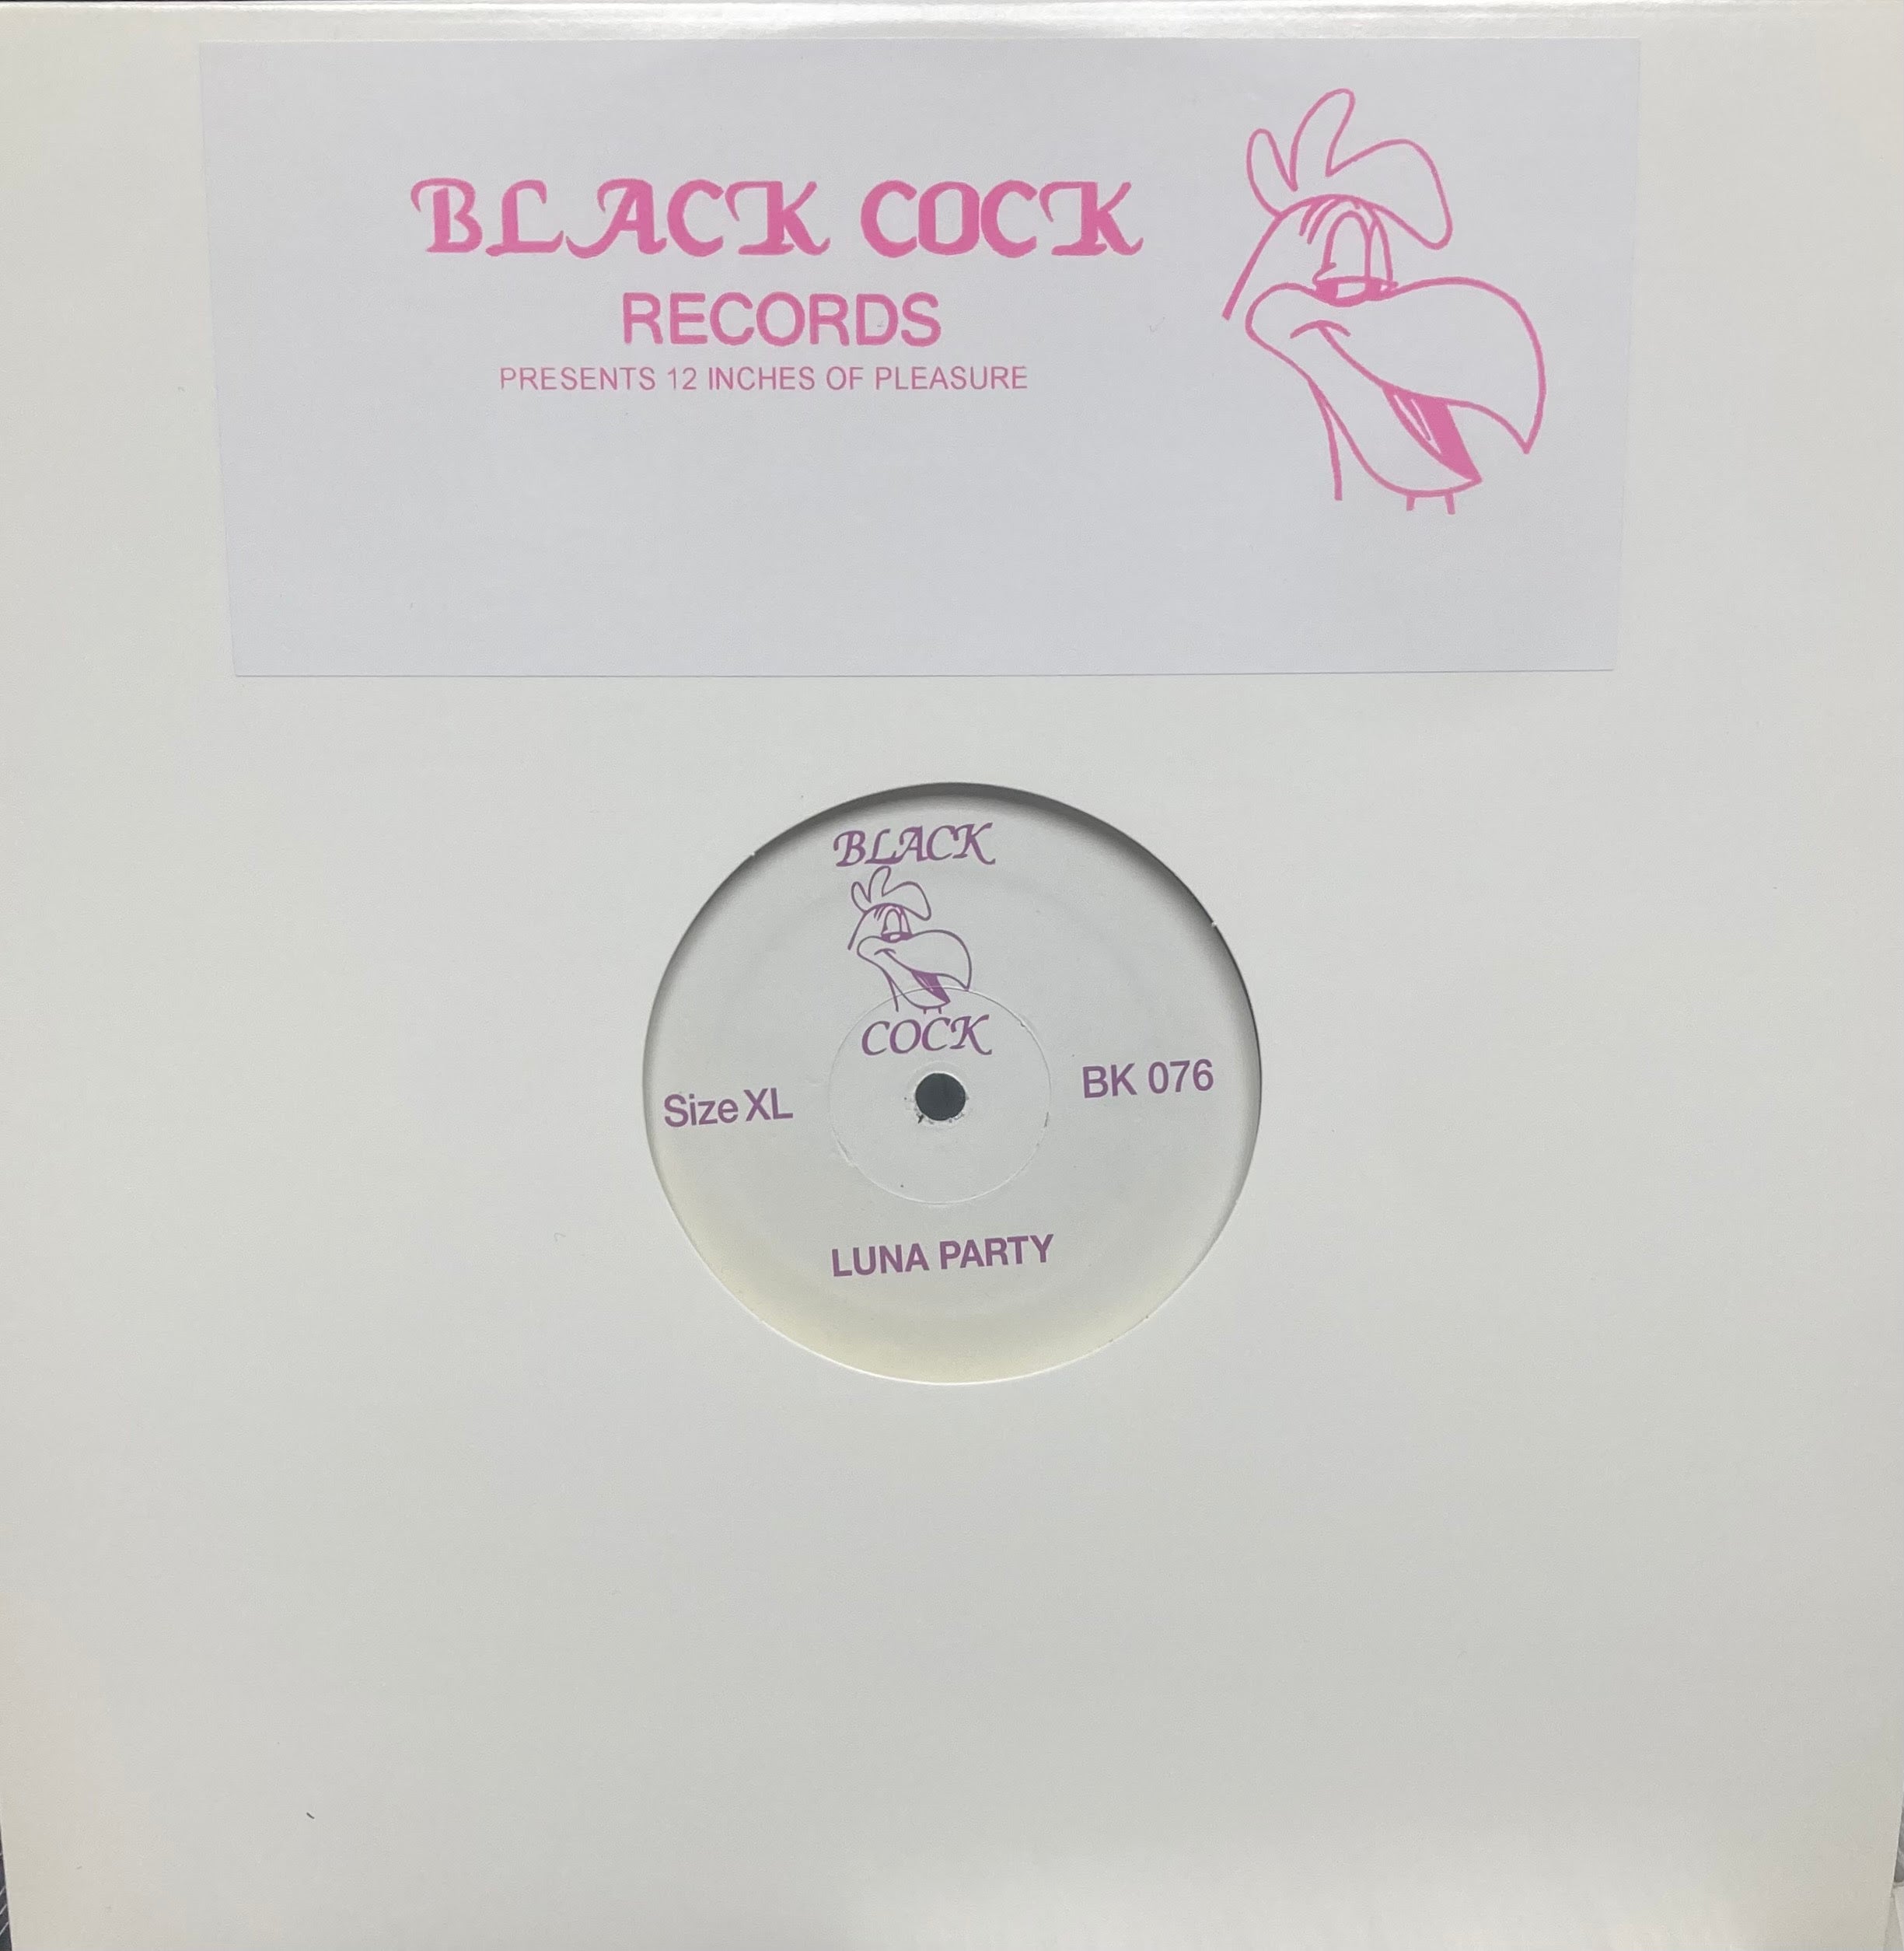 BLACK COCK
RECORDS
PRESENTS 12 INCHES OF PLEASURE
BLACK
COCK
Size XL
BK 076
LUNA PARTY